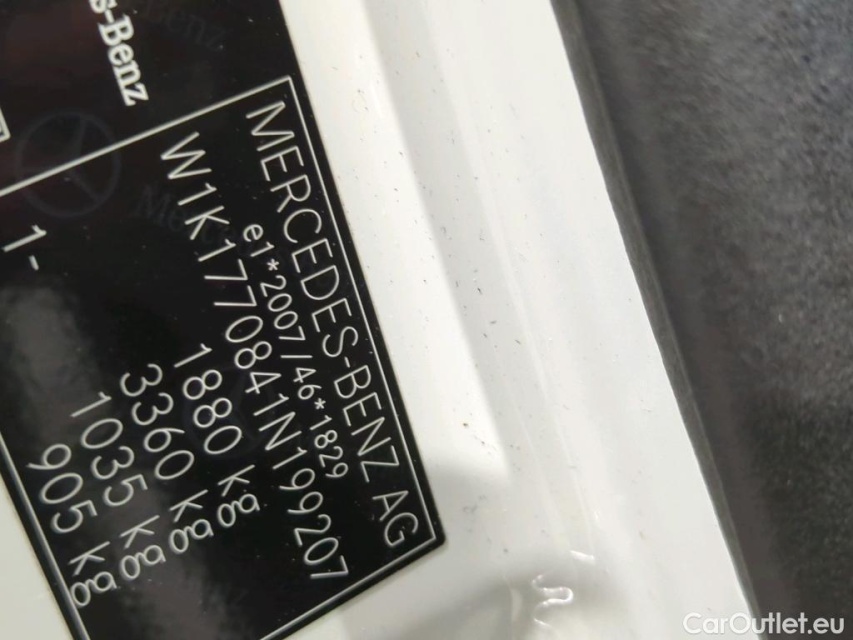 s-Benz
MERCEDES-BENZ AG
e1*2007/46*1829
W1K1770841N199207
1880 kg
3360 kg
1- 1035 kg
905 kg
CarOutlet.eu